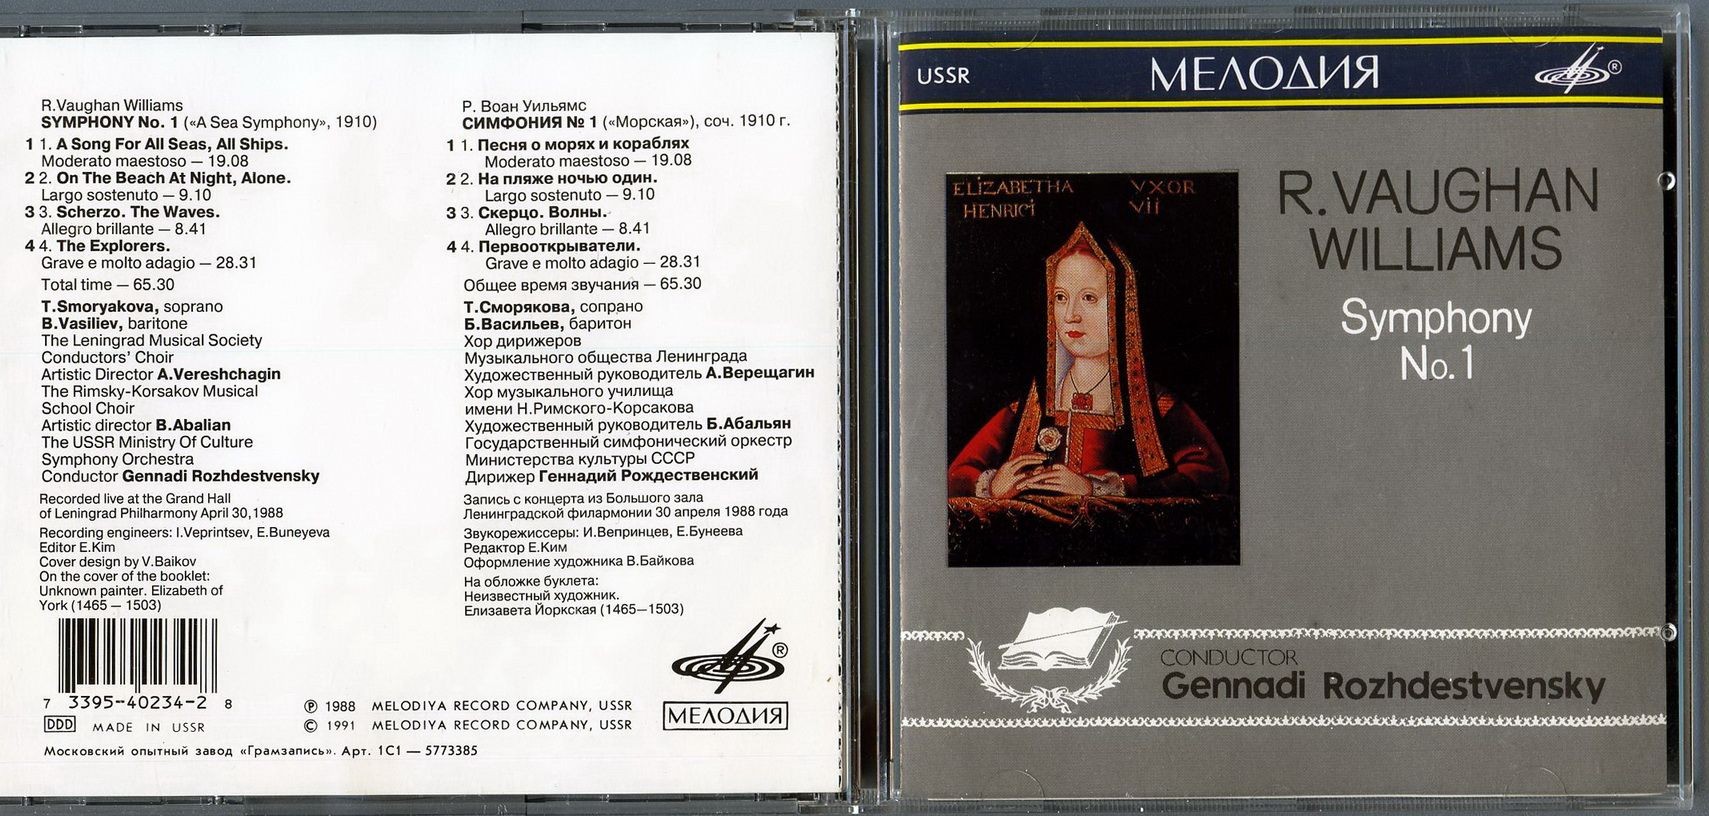 R.Vaughan Williams
SYMPHONY No. 1 («A Sea Symphony», 1910)
1 1. A Song For All Seas, All Ships.
Moderato maestoso — 19.08
2 2. On The Beach At Night, Alone.
Largo sostenuto — 9.10
3 3. Scherzo. The Waves.
Allegro brillante — 8.41
4 4. The Explorers.
Grave e molto adagio — 28.31
Total time — 65.30
T.Smoryakova, soprano
B.Vasiliev, baritone
The Leningrad Musical Society
Conductors' Choir
Artistic Director A.Vereshchagin
The Rimsky-Korsakov Musical
School Choir
Artistic director B.Abalian
The USSR Ministry Of Culture
Symphony Orchestra
Conductor Gennadi Rozhdestvensky
Recorded live at the Grand Hall
of Leningrad Philharmony April 30,1988
Recording engineers: I.Veprintsev, E.Buneyeva
Editor E.Kim
Cover design by V.Baikov
On the cover of the booklet:
Unknown painter. Elizabeth of
York (1465 — 1503)
7 3395-40234-2 8
DDD MADE IN USSR
Р. Воан Уильямс
СИМФОНИЯ № 1 («Морская»), соч. 1910 г.
1 1. Песня о морях и кораблях
Moderato maestoso — 19.08
2 2. На пляже ночью один.
Largo sostenuto — 9.10
3 3. Скерцо. Волны.
Allegro brillante — 8.41
4 4. Первооткрыватели.
Grave e molto adagio — 28.31
Общее время звучания — 65.30
Т.Сморякова, сопрано
Б.Васильев, баритон
Хор дирижеров
Музыкального общества Ленинграда
Художественный руководитель А.Верещагин
Хор музыкального училища
имени Н.Римского-Корсакова
Художественный руководитель Б.Абальян
Государственный симфонический оркестр
Министерства культуры СССР
Дирижер Геннадий Рождественский
Запись с концерта из Большого зала
Ленинградской филармонии 30 апреля 1988 года
Звукорежиссеры: И.Вепринцев, Е.Бунеева
Редактор Е.Ким
Оформление художника В.Байкова
На обложке буклета:
Неизвестный художник.
Елизавета Йоркская (1465—1503)
®
МЕЛОДИЯ
℗ 1988 MELODIYA RECORD COMPANY, USSR
© 1991 MELODIYA RECORD COMPANY, USSR
Московский опытный завод «Грамзапись». Арт. 1С1 — 5773385
USSR МЕЛОДИЯ ®
ELIZABETHA VXOR
HENRICI VII
R. VAUGHAN
WILLIAMS
Symphony
No. 1
CONDUCTOR
Gennadi Rozhdestvensky